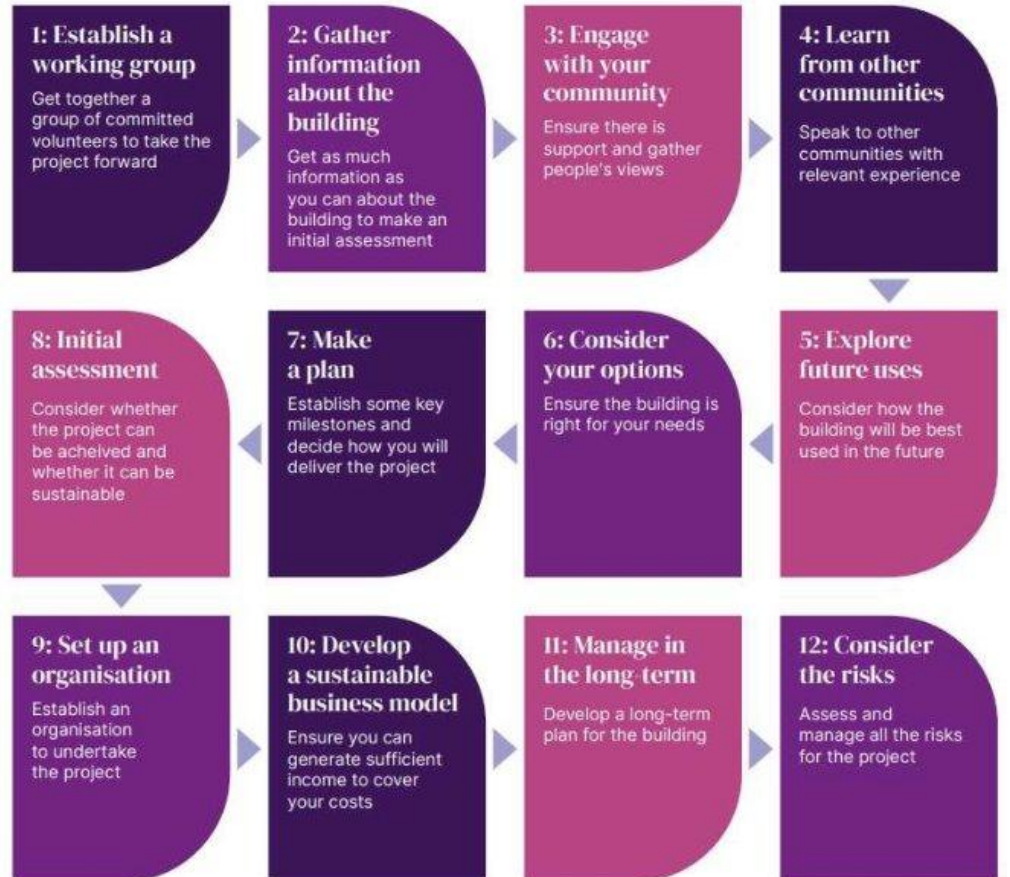 1: Establish a
working group
Get together a
group of committed
volunteers to take the
project forward
2: Gather
information
about the
building
Get as much
information as
you can about the
building to make an
initial assessment
3: Engage
with your
community
Ensure there is
support and gather
people's views
4: Learn
from other
communities
Speak to other
communities with
relevant experience
5: Explore
future uses
Consider how the
building will be best
used in the future
6: Consider
your options
Ensure the building is
right for your needs
7: Make
a plan
Establish some key
milestones and
decide how you will
deliver the project
8: Initial
assessment
Consider whether
the project can
be acheived and
whether it can be
sustainable
9: Set up an
organisation
Establish an
organisation
to undertake
the project
10: Develop
a sustainable
business model
Ensure you can
generate sufficient
income to cover
your costs
11: Manage in
the long-term
Develop a long-term
plan for the building
12: Consider
the risks
Assess and
manage all the risks
for the project